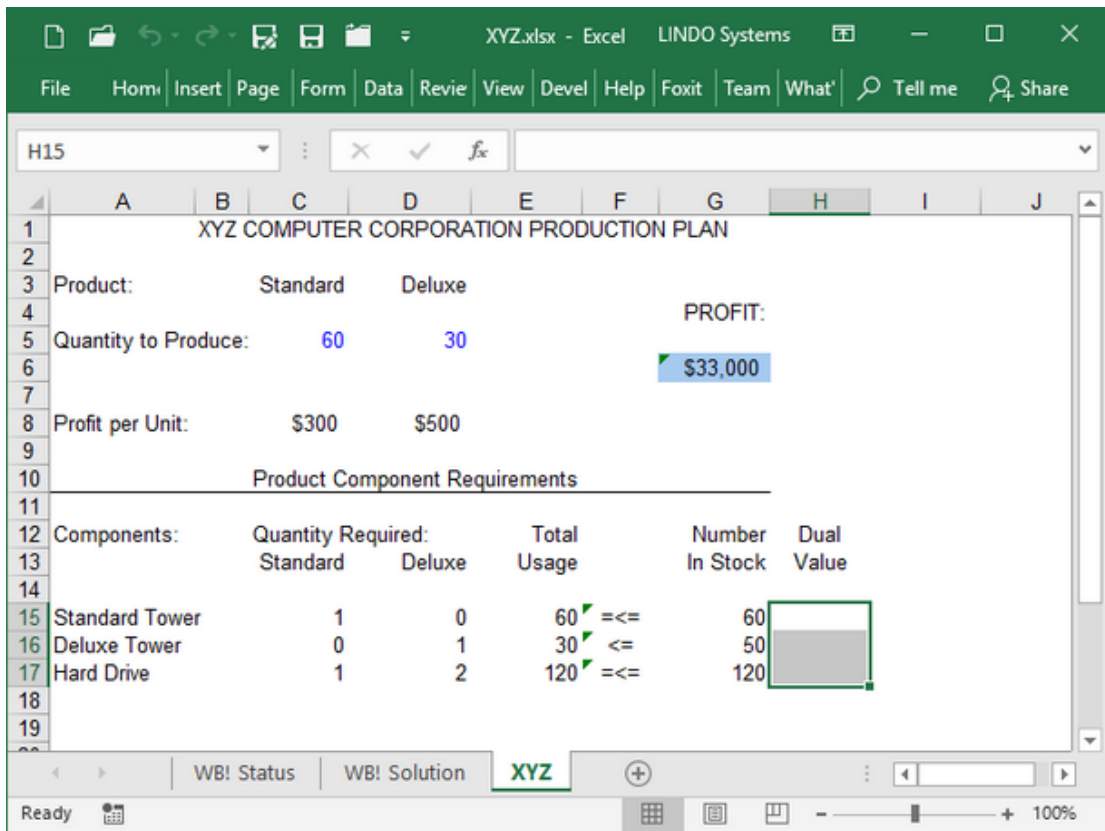 XYZ.xlsx - Excel LINDO Systems
File Hom Insert Page Form Data Revie View Devel Help Foxit Team What' Tell me Share
H15 fx
A B C D E F G H I J
1 XYZ COMPUTER CORPORATION PRODUCTION PLAN
2
3 Product: Standard Deluxe
4 PROFIT:
5 Quantity to Produce: 60 30
6 $33,000
7
8 Profit per Unit: $300 $500
9
10 Product Component Requirements
11
12 Components: Quantity Required: Total Number Dual
13 Standard Deluxe Usage In Stock Value
14
15 Standard Tower 1 0 60 =<= 60
16 Deluxe Tower 0 1 30 <= 50
17 Hard Drive 1 2 120 =<= 120
18
19
WB! Status WB! Solution XYZ
Ready 100%